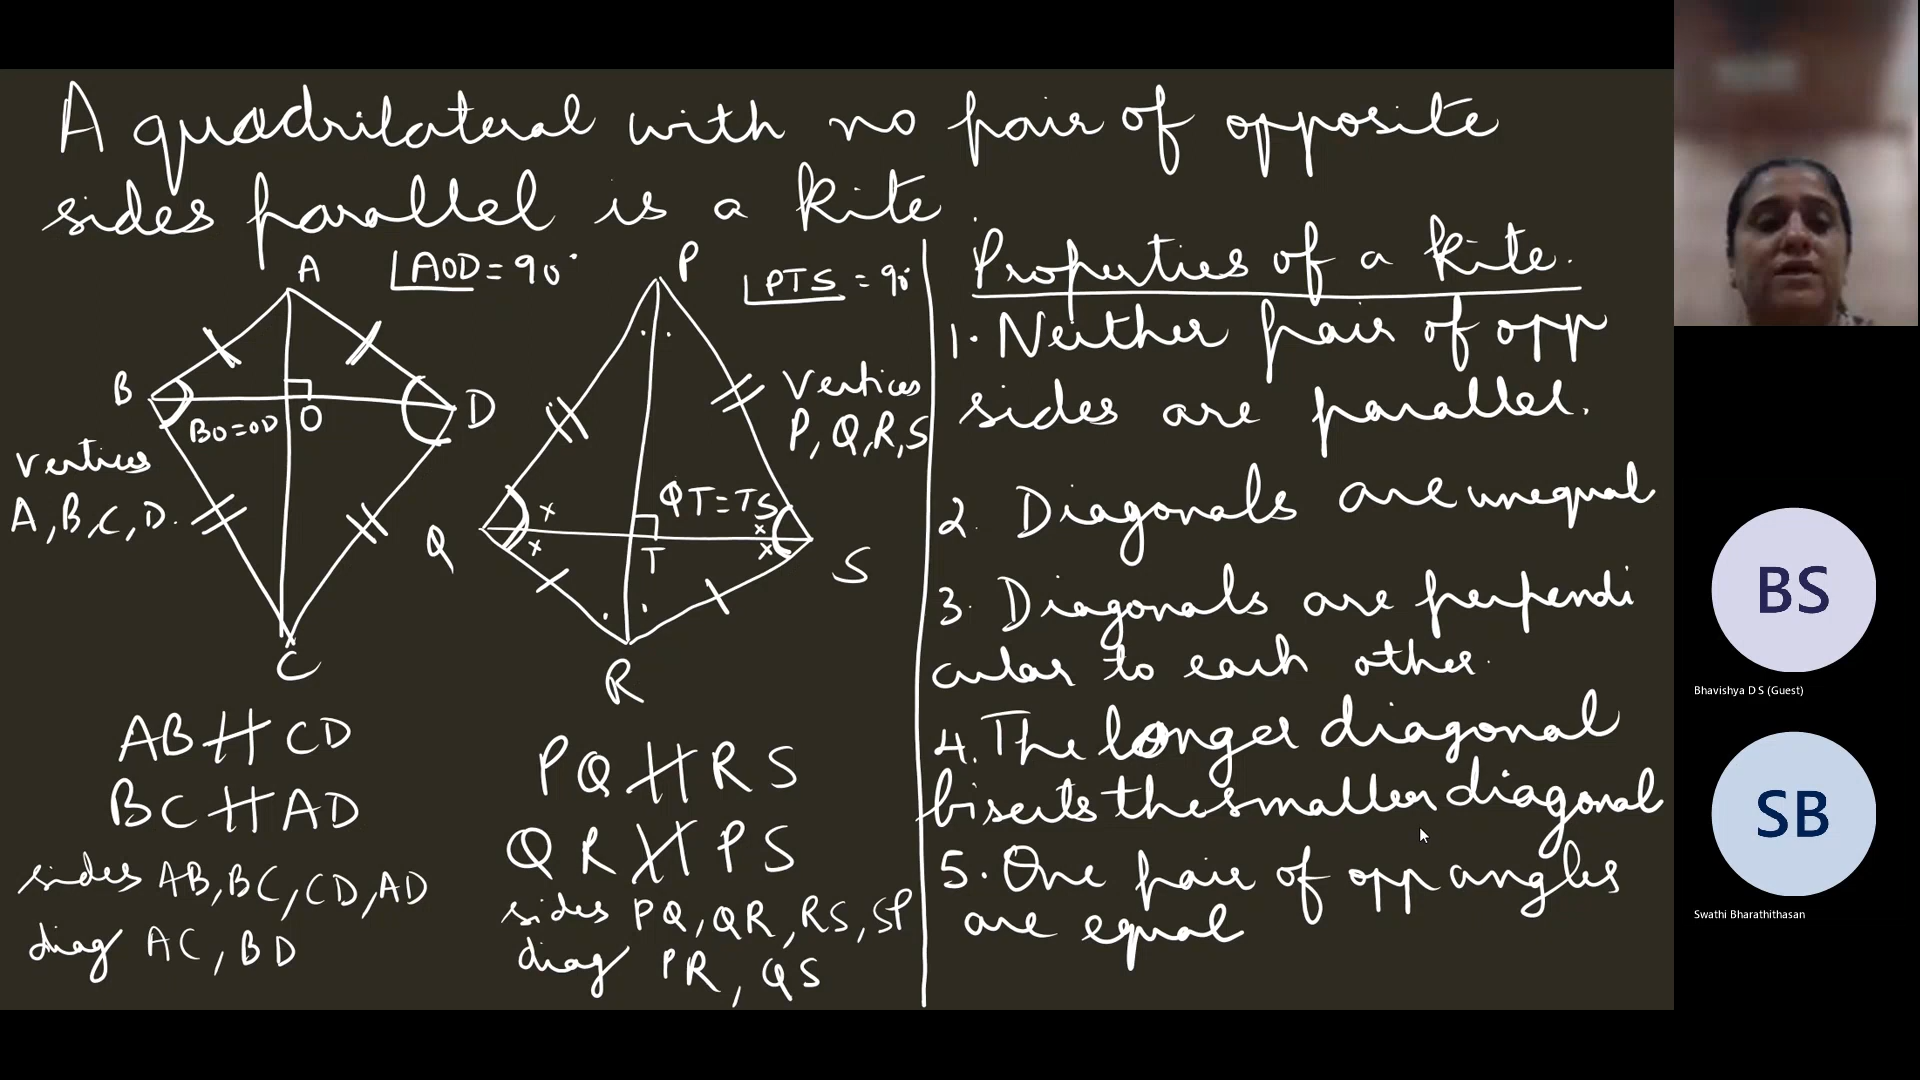 A quadrilateral with no pair of opposite
sides parallel is a kite
A
∠AOD = 90°
B
D
O
BO=OD
vertices
A, B, C, D.
C
AB ∦ CD
BC ∦ AD
sides AB, BC, CD, AD
diag AC, BD
P
∠PTS = 90°
vertices
P, Q, R, S
QT=TS
x
x
x
x
Q
T
S
R
PQ ∦ RS
QR ∦ PS
sides PQ, QR, RS, SP
diag PR, QS
Properties of a kite.
1. Neither pair of opp
sides are parallel.
2. Diagonals are unequal
3. Diagonals are perpendi
cular to each other.
4. The longer diagonal
bisects the smaller diagonal
5. One pair of opp angles
are equal
BS
Bhavishya D S (Guest)
SB
Swathi Bharathithasan